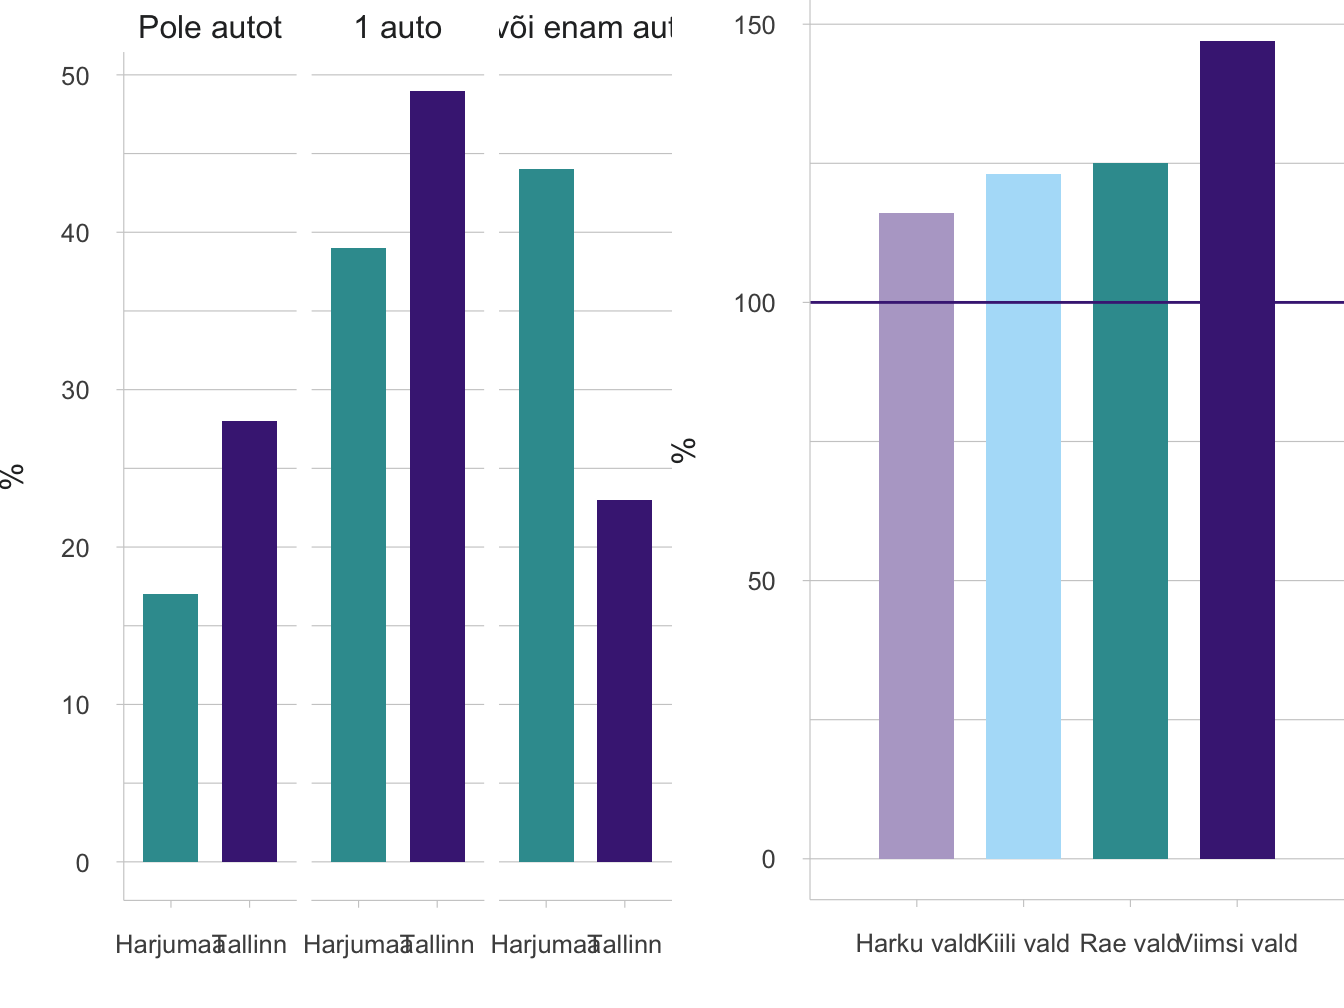 Pole autot
1 auto
või enam aut
50
40
30
20
10
0
%
Harjumaa
Tallinn
Harjumaa
Tallinn
Harjumaa
Tallinn
150
100
50
0
%
Harku vald
Kiili vald
Rae vald
Viimsi vald